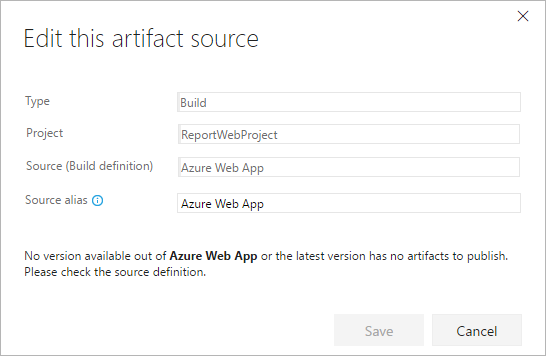 Edit this artifact source
Type
Build
Project
ReportWebProject
Source (Build definition)
Azure Web App
Source alias
Azure Web App
No version available out of Azure Web App or the latest version has no artifacts to publish.
Please check the source definition.
Save
Cancel